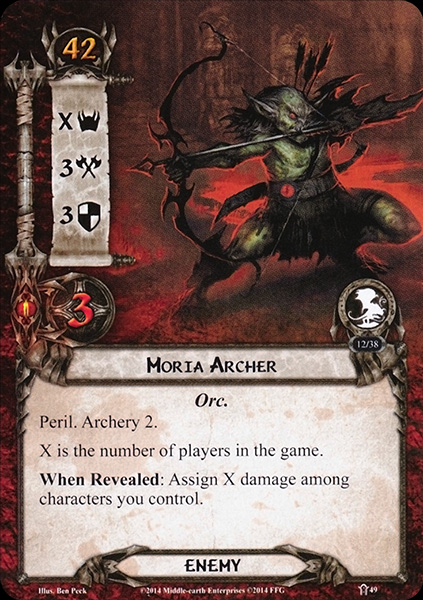 42
X
3
3
3
12/38
MORIA ARCHER
Orc.
Peril. Archery 2.
X is the number of players in the game.
When Revealed: Assign X damage among
characters you control.
ENEMY
Illus. Ben Peck ©2014 Middle-earth Enterprises ©2014 FFG 49